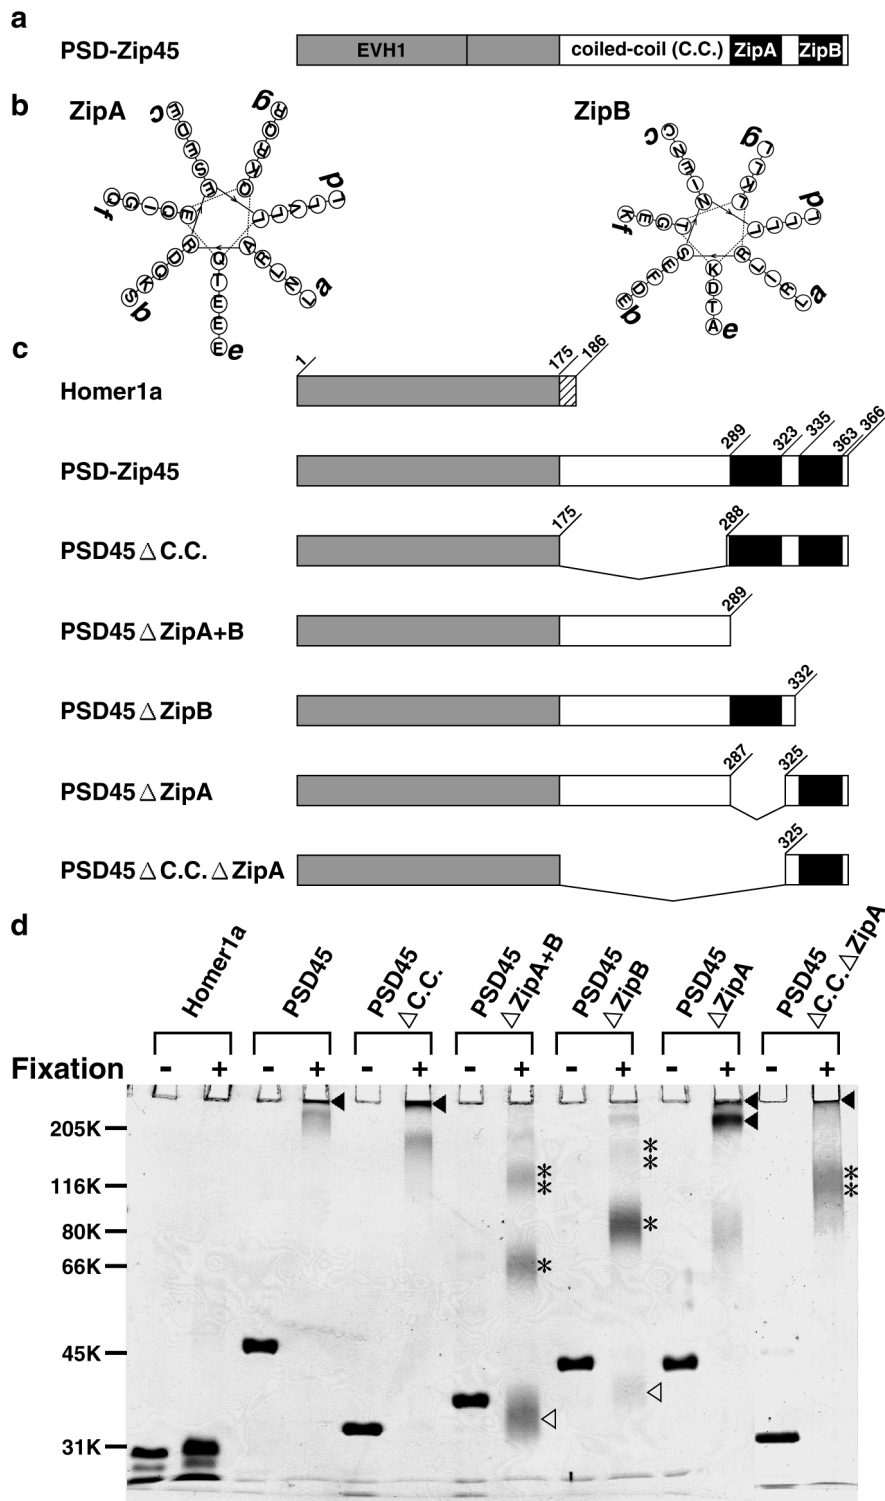 a
PSD-Zip45
EVH1
coiled-coil (C.C.)
ZipA
ZipB
b
ZipA
c
E D E S E E
g
R Q R K Q
d
L L V L L
a
L N L R A
e
E E E T Q
b
S K Q D R
f
Q G I Q E
ZipB
c
C N E I N
g
L L K L
d
L L L L L
a
L R I L R
e
A T D K
b
E D F E E S
f
K E G T
c
Homer1a
1
175
186
PSD-Zip45
289
323
335
363
366
PSD45 △ C.C.
175
288
PSD45 △ ZipA+B
289
PSD45 △ ZipB
332
PSD45 △ ZipA
287
325
PSD45 △ C.C. △ ZipA
325
d
Homer1a
PSD45
PSD45
△C.C.
PSD45
△ZipA+B
PSD45
△ZipB
PSD45
△ZipA
PSD45
△C.C.△ZipA
Fixation
- + - + - + - + - + - + - +
205K
116K
80K
66K
45K
31K